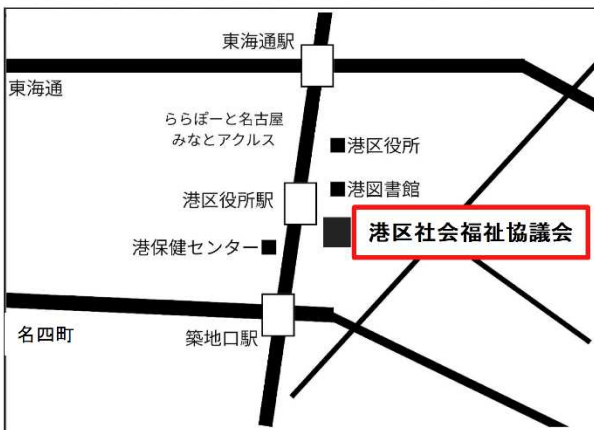 東海通駅
東海通
ららぽーと名古屋
みなとアクルス
■港区役所
■港図書館
港区役所駅
港区社会福祉協議会
港保健センター■
名四町
築地口駅